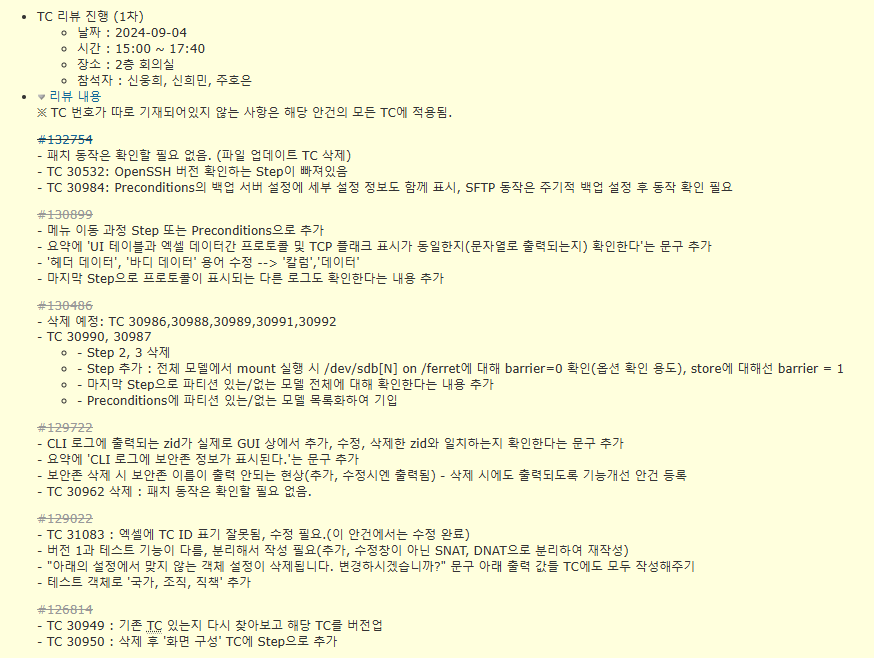 TC 리뷰 진행 (1차)
날짜 : 2024-09-04
시간 : 15:00 ~ 17:40
장소 : 2층 회의실
참석자 : 신웅희, 신희민, 주호은
리뷰 내용
※ TC 번호가 따로 기재되어있지 않는 사항은 해당 안건의 모든 TC에 적용됨.
#132754
- 패치 동작은 확인할 필요 없음. (파일 업데이트 TC 삭제)
- TC 30532: OpenSSH 버전 확인하는 Step이 빠져있음
- TC 30984: Preconditions의 백업 서버 설정에 세부 설정 정보도 함께 표시, SFTP 동작은 주기적 백업 설정 후 동작 확인 필요
#130899
- 메뉴 이동 과정 Step 또는 Preconditions으로 추가
- 요약에 'UI 테이블과 엑셀 데이터간 프로토콜 및 TCP 플래크 표시가 동일한지(문자열로 출력되는지) 확인한다'는 문구 추가
- '헤더 데이터', '바디 데이터' 용어 수정 --> '칼럼','데이터'
- 마지막 Step으로 프로토콜이 표시되는 다른 로그도 확인한다는 내용 추가
#130486
- 삭제 예정: TC 30986,30988,30989,30991,30992
- TC 30990, 30987
- Step 2, 3 삭제
- Step 추가 : 전체 모델에서 mount 실행 시 /dev/sdb[N] on /ferret에 대해 barrier=0 확인(옵션 확인 용도), store에 대해선 barrier = 1
- 마지막 Step으로 파티션 있는/없는 모델 전체에 대해 확인한다는 내용 추가
- Preconditions에 파티션 있는/없는 모델 목록화하여 기입
#129722
- CLI 로그에 출력되는 zid가 실제로 GUI 상에서 추가, 수정, 삭제한 zid와 일치하는지 확인한다는 문구 추가
- 요약에 'CLI 로그에 보안존 정보가 표시된다.'는 문구 추가
- 보안존 삭제 시 보안존 이름이 출력 안되는 현상(추가, 수정시엔 출력됨) - 삭제 시에도 출력되도록 기능개선 안건 등록
- TC 30962 삭제 : 패치 동작은 확인할 필요 없음.
#129022
- TC 31083 : 엑셀에 TC ID 표기 잘못됨, 수정 필요.(이 안건에서는 수정 완료)
- 버전 1과 테스트 기능이 다름, 분리해서 작성 필요(추가, 수정창이 아닌 SNAT, DNAT으로 분리하여 재작성)
- "아래의 설정에서 맞지 않는 객체 설정이 삭제됩니다. 변경하시겠습니까?" 문구 아래 출력 값들 TC에도 모두 작성해주기
- 테스트 객체로 '국가, 조직, 직책' 추가
#126814
- TC 30949 : 기존 TC 있는지 다시 찾아보고 해당 TC를 버전업
- TC 30950 : 삭제 후 '화면 구성' TC에 Step으로 추가